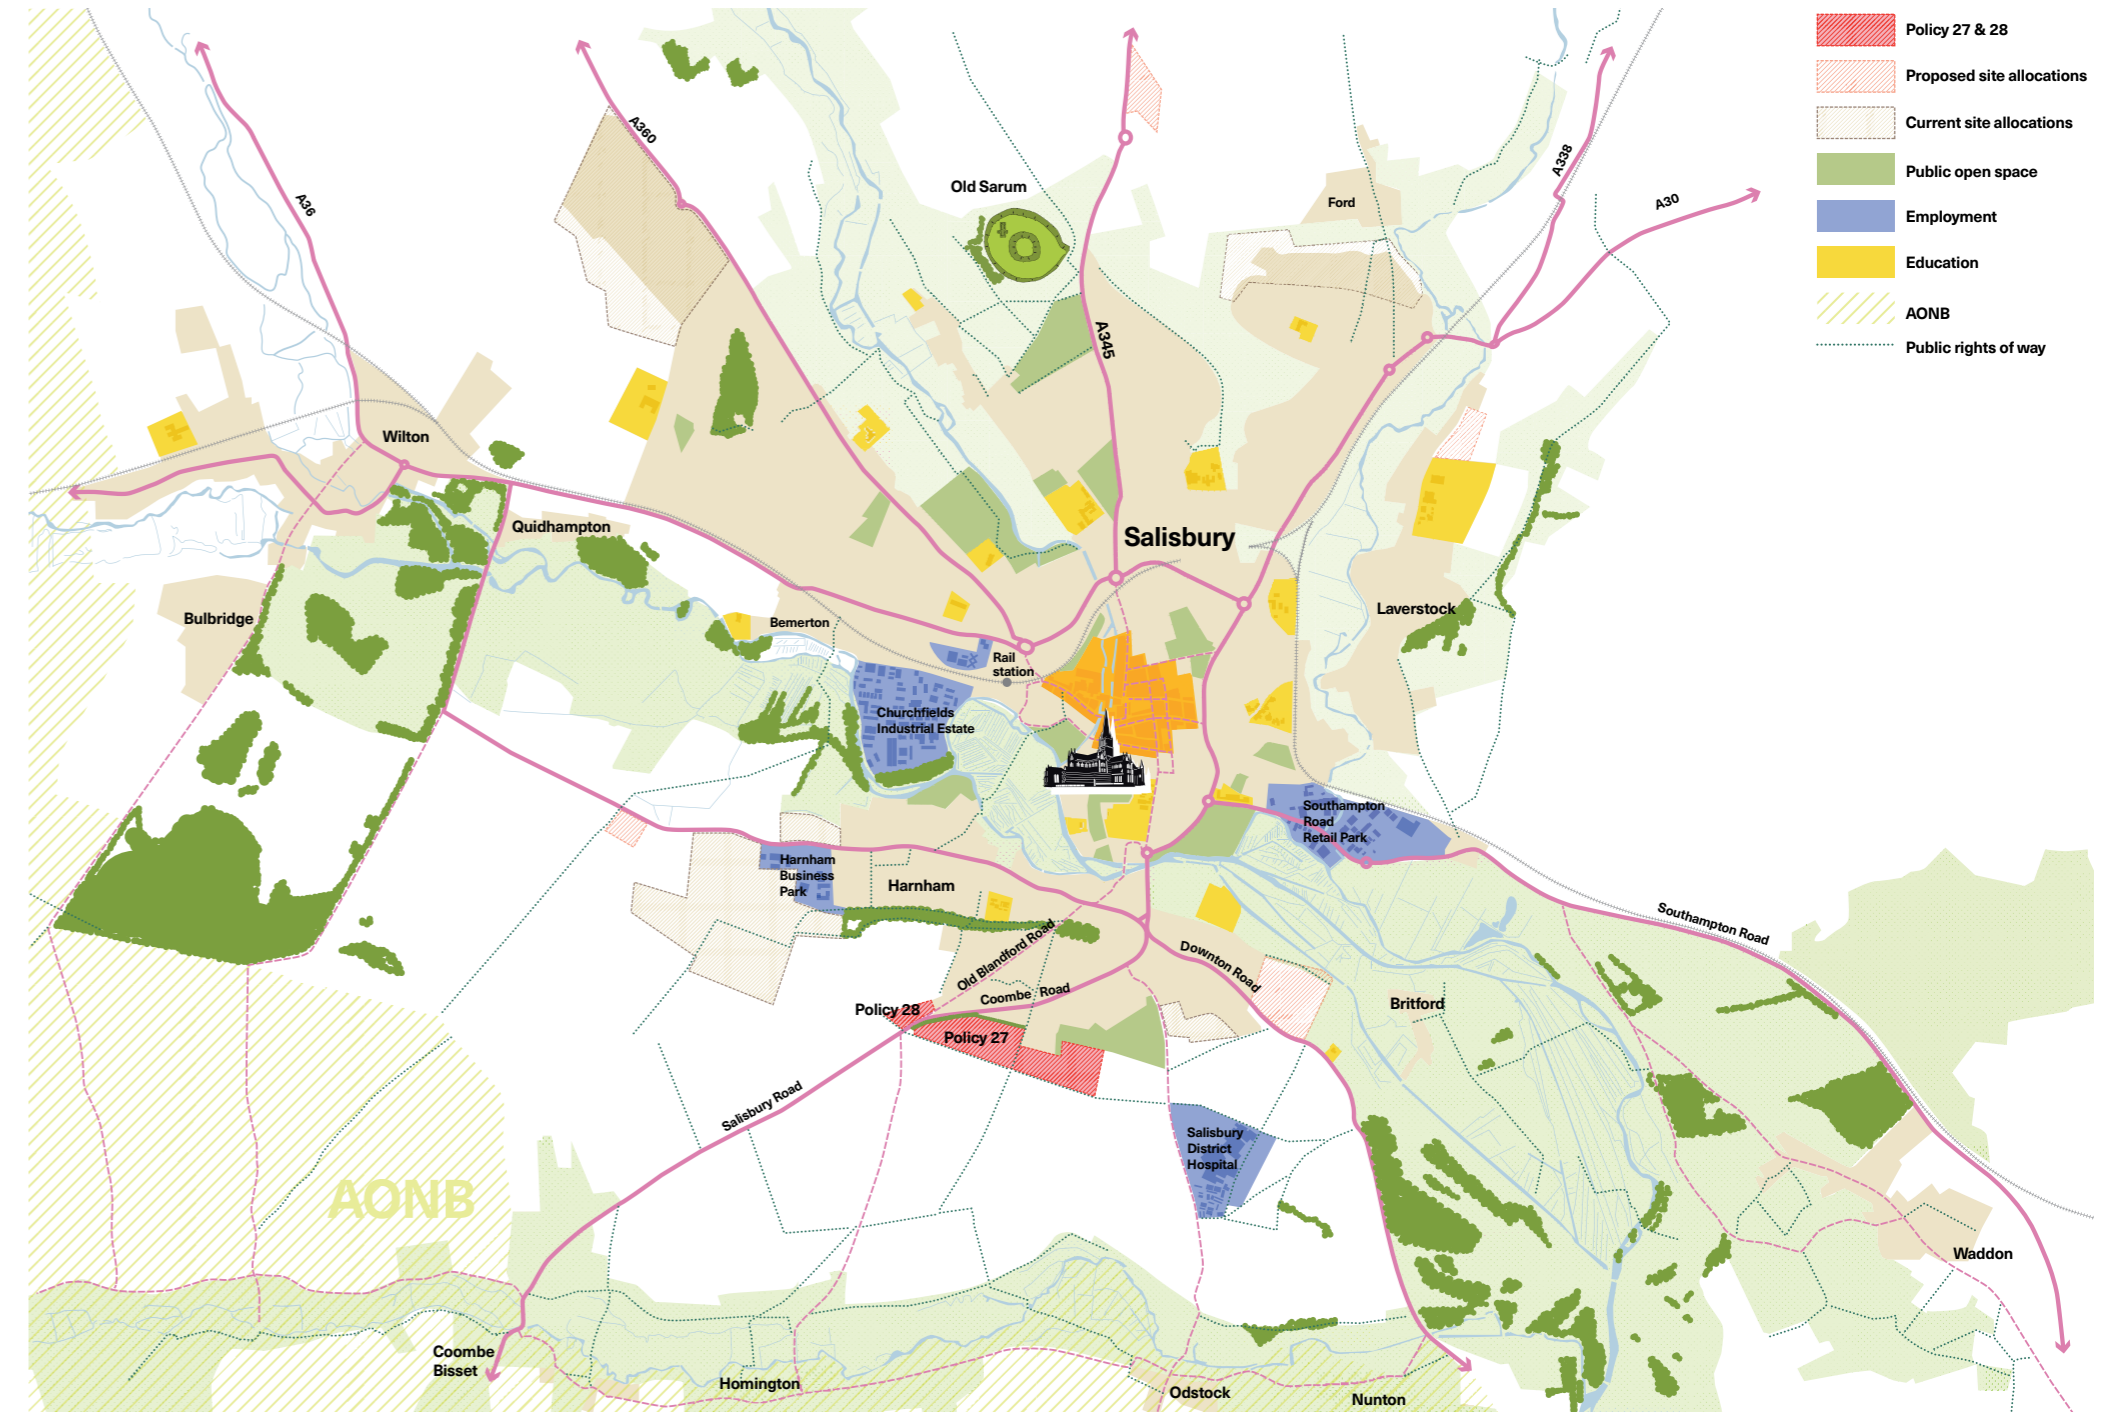 Policy 27 & 28
Proposed site allocations
Current site allocations
Public open space
Employment
Education
AONB
Public rights of way
A36
A360
Old Sarum
A345
Ford
A338
A30
Wilton
Quidhampton
Salisbury
Bulbridge
Bemerton
Rail
station
Laverstock
Churchfields
Industrial Estate
Southampton
Road
Retail Park
Harnham
Business
Park
Harnham
Old Blandford Road
Coombe Road
Downton Road
Southampton Road
Policy 28
Policy 27
Britford
Salisbury Road
Salisbury
District
Hospital
AONB
Waddon
Coombe
Bisset
Homington
Odstock
Nunton